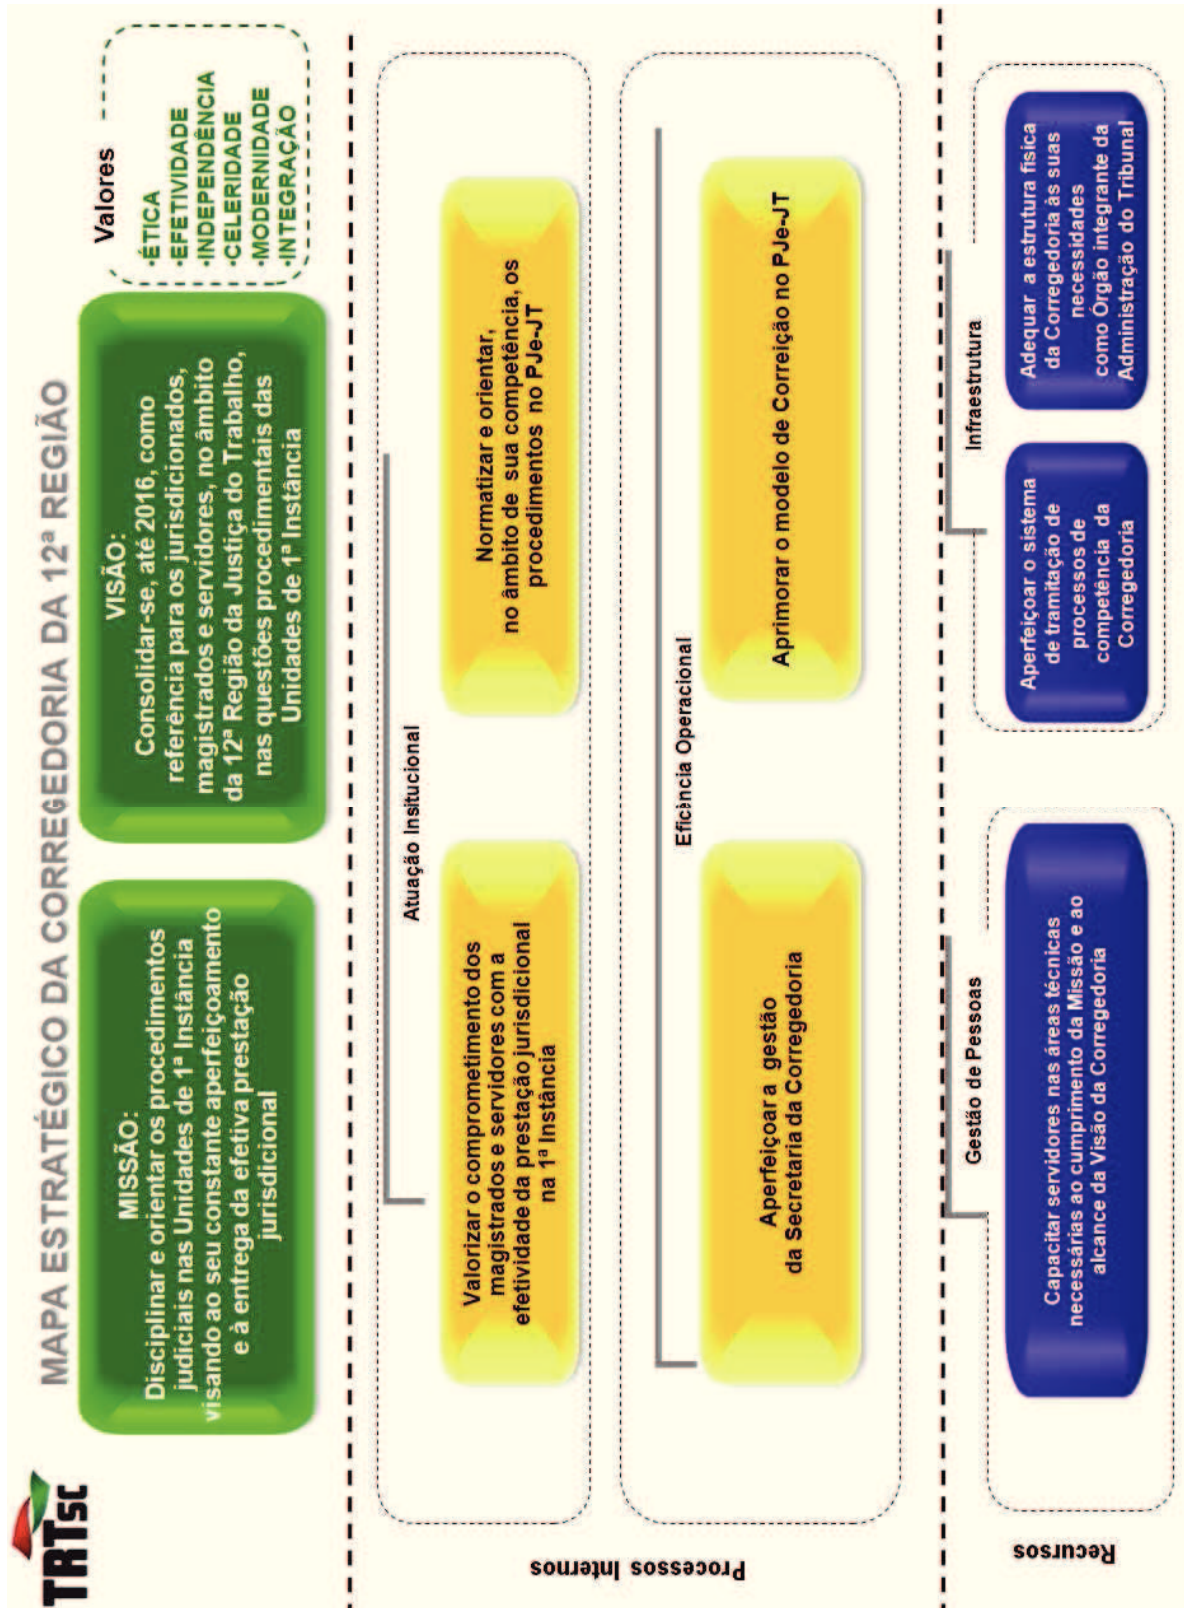 TRTSC
MAPA ESTRATÉGICO DA CORREGEDORIA DA 12ª REGIÃO
MISSÃO:
Disciplinar e orientar os procedimentos
judiciais nas Unidades de 1ª Instância
visando ao seu constante aperfeiçoamento
e à entrega da efetiva prestação
jurisdicional
VISÃO:
Consolidar-se, até 2016, como
referência para os jurisdicionados,
magistrados e servidores, no âmbito
da 12ª Região da Justiça do Trabalho,
nas questões procedimentais das
Unidades de 1ª Instância
Valores
•ÉTICA
•EFETIVIDADE
•INDEPENDÊNCIA
•CELERIDADE
•MODERNIDADE
•INTEGRAÇÃO
Processos Internos
Atuação Insitucional
Valorizar o comprometimento dos
magistrados e servidores com a
efetividade da prestação jurisdicional
na 1ª Instância
Normatizar e orientar,
no âmbito de sua competência, os
procedimentos no PJe-JT
Eficiência Operacional
Aperfeiçoar a gestão
da Secretaria da Corregedoria
Aprimorar o modelo de Correição no PJe-JT
Recursos
Gestão de Pessoas
Capacitar servidores nas áreas técnicas
necessárias ao cumprimento da Missão e ao
alcance da Visão da Corregedoria
Infraestrutura
Aperfeiçoar o sistema
de tramitação de
processos de
competência da
Corregedoria
Adequar a estrutura física
da Corregedoria às suas
necessidades
como Órgão integrante da
Administração do Tribunal